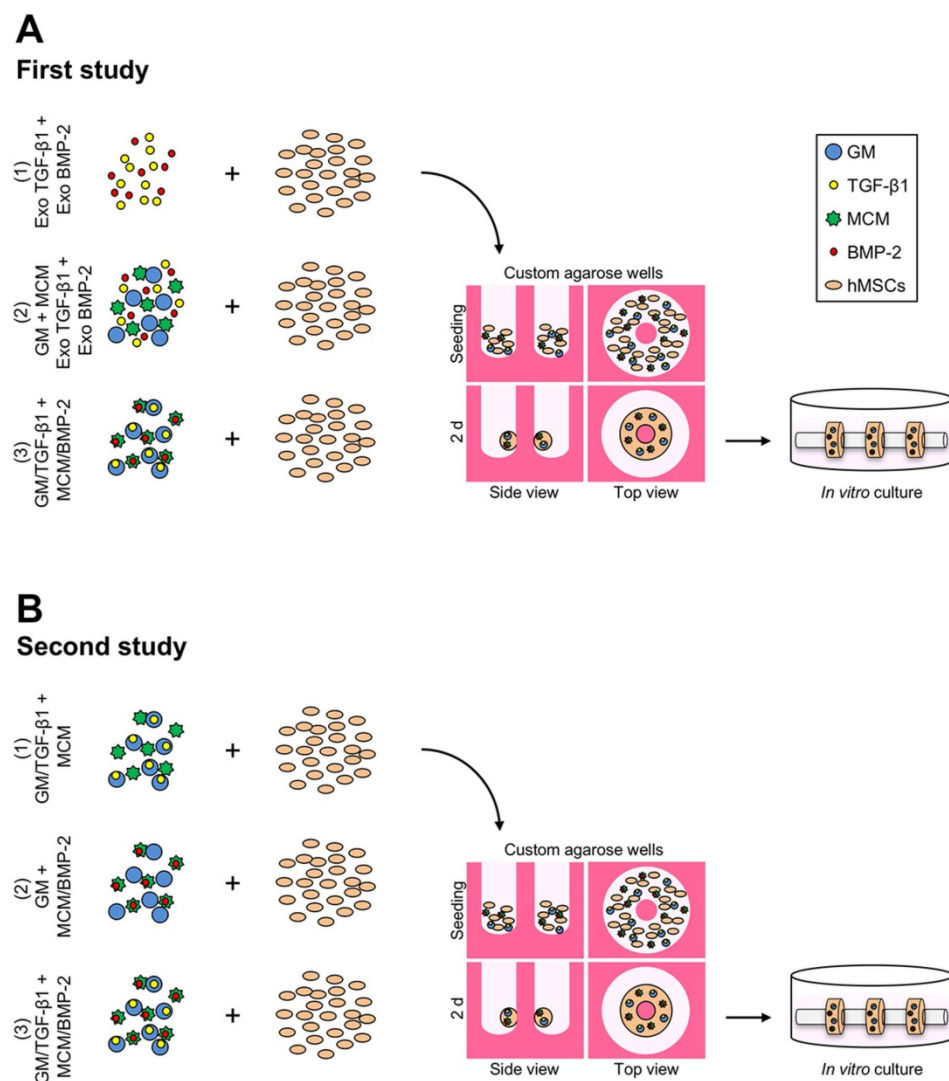 A
First study
(1)
Exo TGF-β1 +
Exo BMP-2
+
(2)
GM + MCM
Exo TGF-β1 +
Exo BMP-2
+
(3)
GM/TGF-β1 +
MCM/BMP-2
+
Custom agarose wells
Seeding
2 d
Side view
Top view
GM
TGF-β1
MCM
BMP-2
hMSCs
In vitro culture
B
Second study
(1)
GM/TGF-β1 +
MCM
+
(2)
GM +
MCM/BMP-2
+
(3)
GM/TGF-β1 +
MCM/BMP-2
+
Custom agarose wells
Seeding
2 d
Side view
Top view
In vitro culture